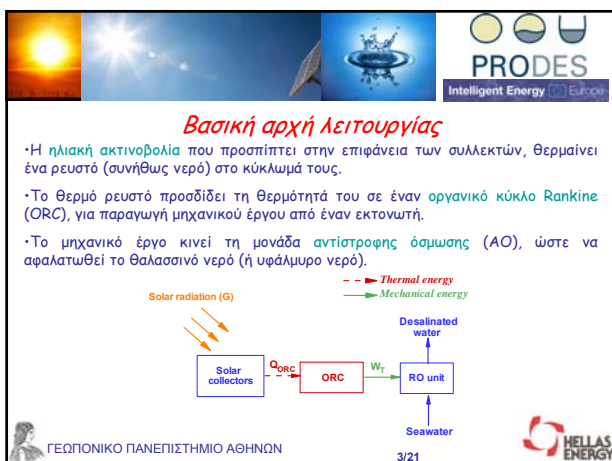 PRODES
Intelligent Energy Europe
Βασική αρχή λειτουργίας
•Η ηλιακή ακτινοβολία που προσπίπτει στην επιφάνεια των συλλεκτών, θερμαίνει
ένα ρευστό (συνήθως νερό) στο κύκλωμά τους.
•Το θερμό ρευστό προσδίδει τη θερμότητά του σε έναν οργανικό κύκλο Rankine
(ORC), για παραγωγή μηχανικού έργου από έναν εκτονωτή.
•Το μηχανικό έργο κινεί τη μονάδα αντίστροφης όσμωσης (ΑΟ), ώστε να
αφαλατωθεί το θαλασσινό νερό (ή υφάλμυρο νερό).
Thermal energy
Mechanical energy
Solar radiation (G)
Desalinated
water
Solar
collectors
QORC
ORC
WT
RO unit
Seawater
ΓΕΩΠΟΝΙΚΟ ΠΑΝΕΠΙΣΤΗΜΙΟ ΑΘΗΝΩΝ
3/21
HELLAS
ENERGY